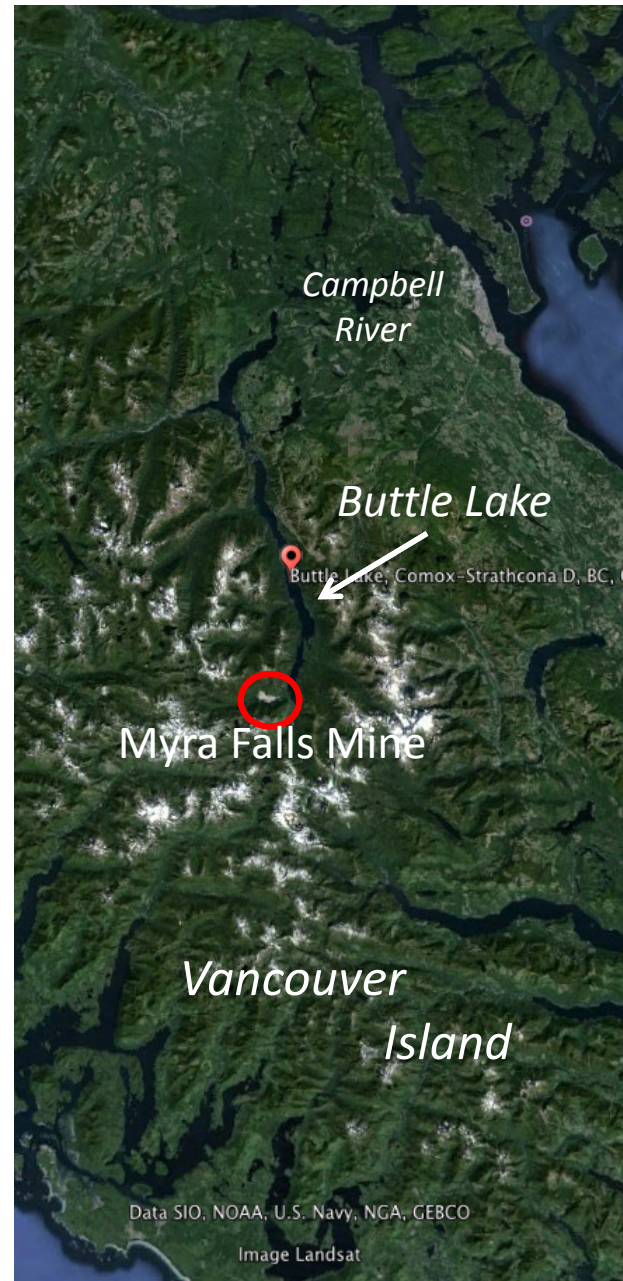 Campbell
River
Buttle Lake
Buttle Lake, Comox-Strathcona D, BC,
Myra Falls Mine
Vancouver
Island
Data SIO, NOAA, U.S. Navy, NGA, GEBCO
Image Landsat